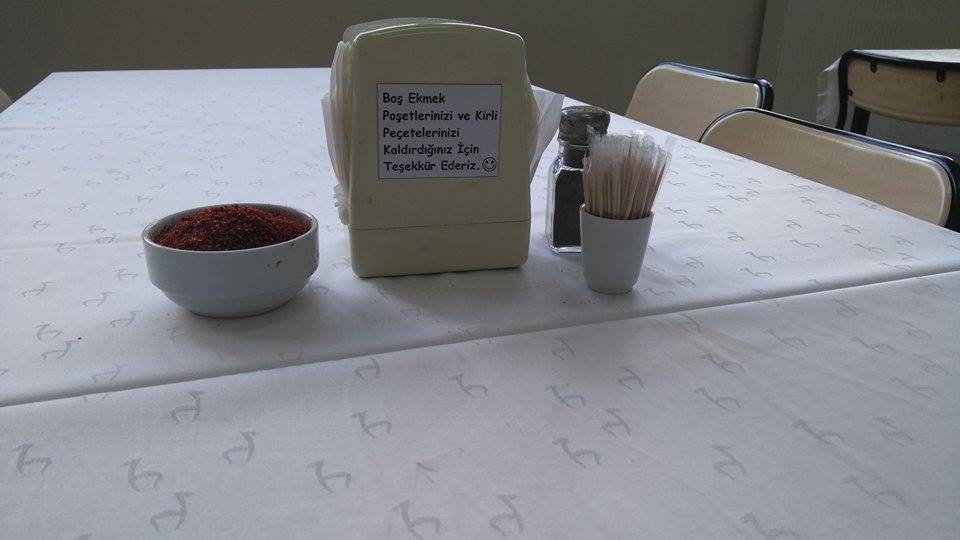 Boş Ekmek
Poşetlerinizi ve Kirli
Peçetelerinizi
Kaldırdığınız İçin
Teşekkür Ederiz.☺